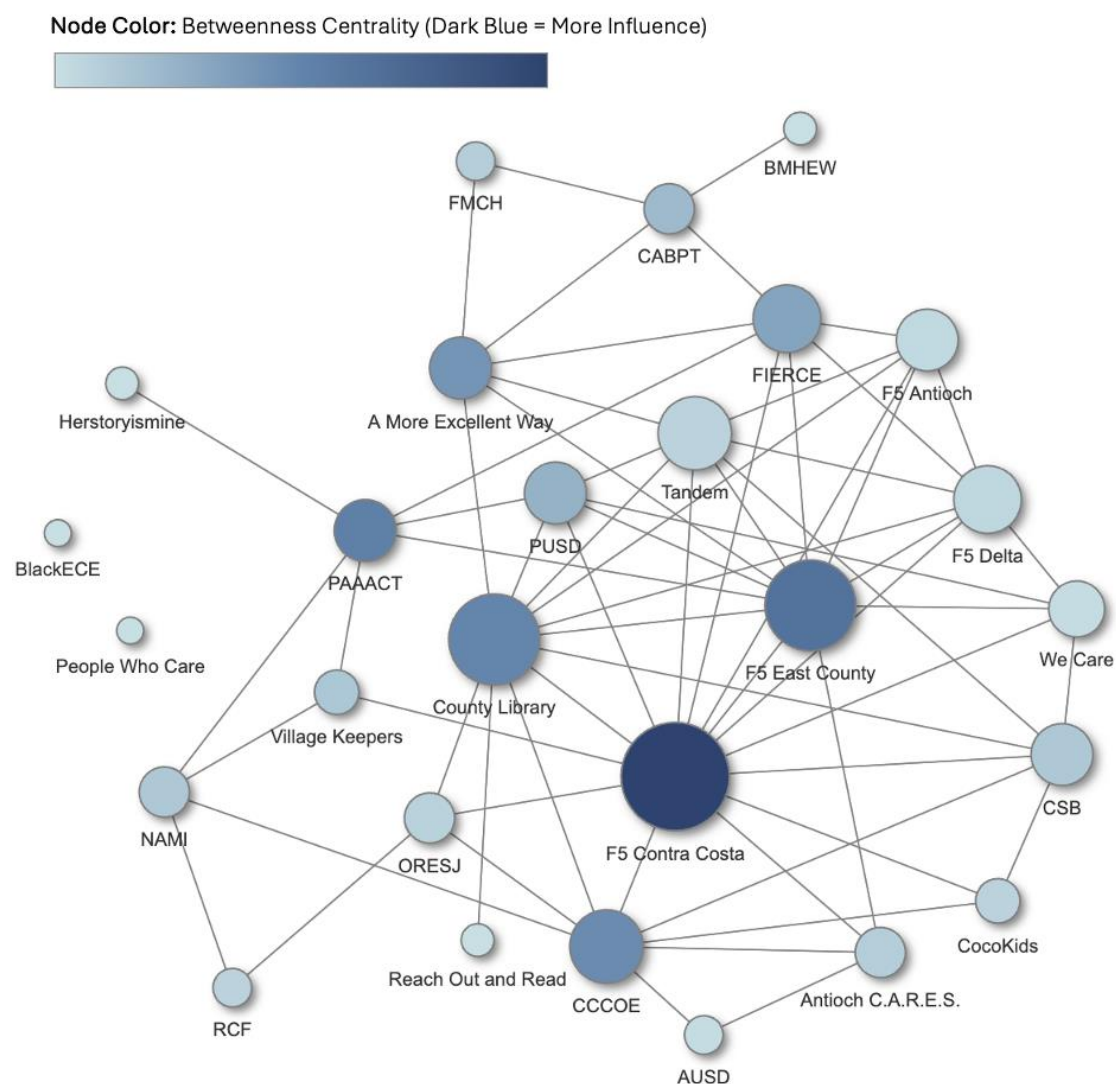 Node Color: Betweenness Centrality (Dark Blue = More Influence)
BMHEW
FMCH
CABPT
FIERCE
F5 Antioch
Herstoryismine
A More Excellent Way
Tandem
PUSD
F5 Delta
BlackECE
PAAACT
People Who Care
We Care
F5 East County
County Library
Village Keepers
CSB
NAMI
F5 Contra Costa
ORESJ
CocoKids
Reach Out and Read
Antioch C.A.R.E.S.
CCCOE
RCF
AUSD